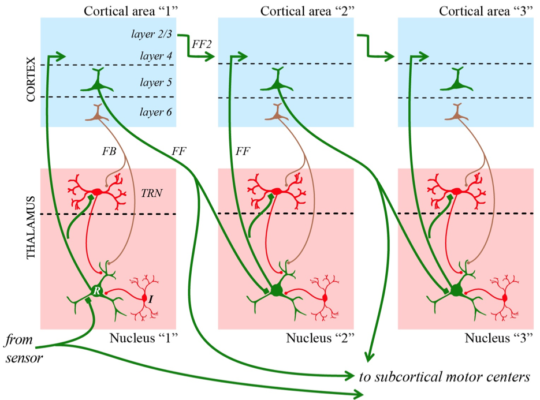 Cortical area “1”
Cortical area “2”
Cortical area “3”
CORTEX
layer 2/3
FF2
layer 4
layer 5
layer 6
FB
FF
FF
THALAMUS
TRN
R
I
from
sensor
Nucleus “1”
Nucleus “2”
Nucleus “3”
to subcortical motor centers